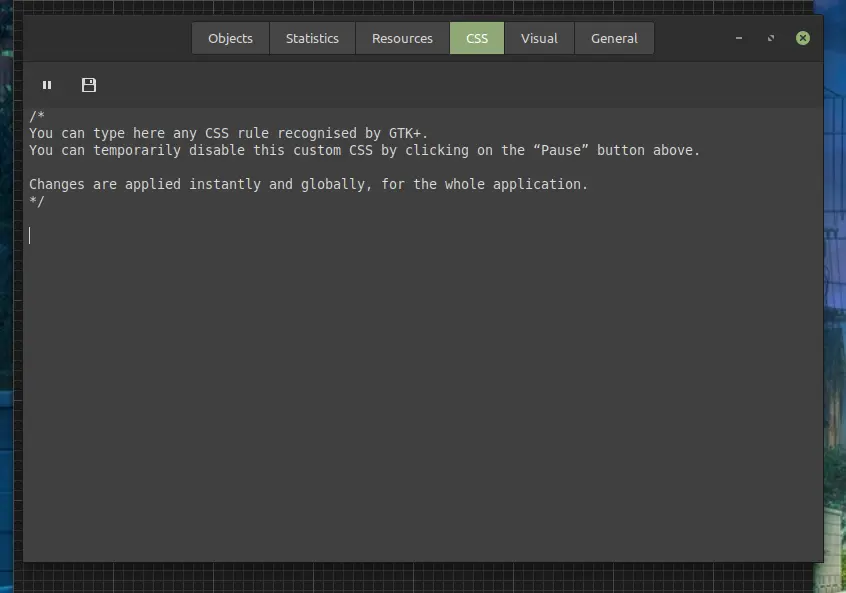 Objects Statistics Resources CSS Visual General
/*
You can type here any CSS rule recognised by GTK+.
You can temporarily disable this custom CSS by clicking on the “Pause” button above.
Changes are applied instantly and globally, for the whole application.
*/